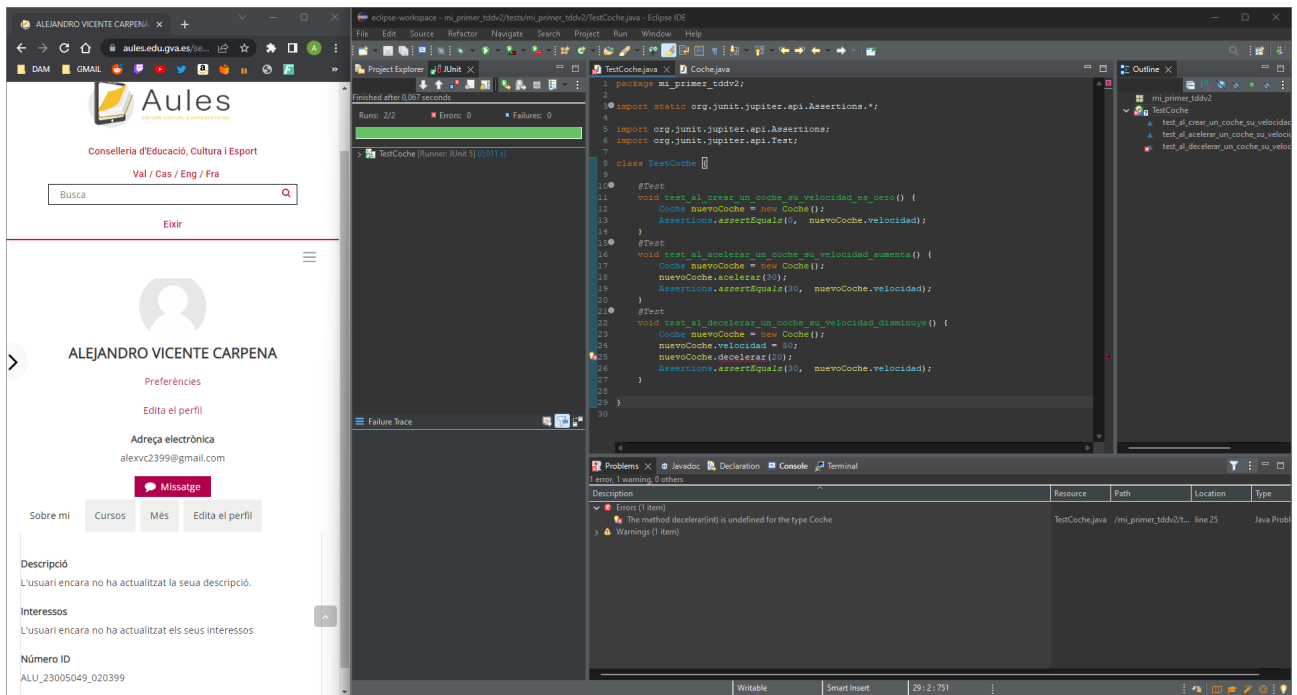 ALEJANDRO VICENTE CARPENA
aules.edu.gva.es/se...
A
DAM
GMAIL
Aules
ENTORN VIRTUAL D'APRENENTATGE
Conselleria d'Educació, Cultura i Esport
Val / Cas / Eng / Fra
Busca
Eixir
ALEJANDRO VICENTE CARPENA
Preferències
Edita el perfil
Adreça electrònica
alexvc2399@gmail.com
Missatge
Sobre mi Cursos Més Edita el perfil
Descripció
L'usuari encara no ha actualitzat la seua descripció.
Interessos
L'usuari encara no ha actualitzat els seus interessos
Número ID
ALU_23005049_020399
eclipse-workspace - mi_primer_tddv2/tests/mi_primer_tddv2/TestCoche.java - Eclipse IDE
File Edit Source Refactor Navigate Search Project Run Window Help
Project Explorer JUnit
Finished after 0,067 seconds
Runs: 2/2 Errors: 0 Failures: 0
TestCoche [Runner: JUnit 5] (0,011 s)
Failure Trace
TestCoche.java Coche.java
1 package mi_primer_tddv2;
2
3 import static org.junit.jupiter.api.Assertions.*;
4
5 import org.junit.jupiter.api.Assertions;
6 import org.junit.jupiter.api.Test;
7
8 class TestCoche {
9
10 @Test
11 void test_al_crear_un_coche_su_velocidad_es_cero() {
12 Coche nuevoCoche = new Coche();
13 Assertions.assertEquals(0, nuevoCoche.velocidad);
14 }
15 @Test
16 void test_al_acelerar_un_coche_su_velocidad_aumenta() {
17 Coche nuevoCoche = new Coche();
18 nuevoCoche.acelerar(30);
19 Assertions.assertEquals(30, nuevoCoche.velocidad);
20 }
21 @Test
22 void test_al_decelerar_un_coche_su_velocidad_disminuye() {
23 Coche nuevoCoche = new Coche();
24 nuevoCoche.velocidad = 50;
25 nuevoCoche.decelerar(20);
26 Assertions.assertEquals(30, nuevoCoche.velocidad);
27 }
28
29 }
30
Outline
mi_primer_tddv2
TestCoche
test_al_crear_un_coche_su_velocidad
test_al_acelerar_un_coche_su_velocid
test_al_decelerar_un_coche_su_veloc
Problems Javadoc Declaration Console Terminal
1 error, 1 warning, 0 others
Description Resource Path Location Type
Errors (1 item)
The method decelerar(int) is undefined for the type Coche TestCoche.java /mi_primer_tddv2/t... line 25 Java Probl
Warnings (1 item)
Writable Smart Insert 29 : 2 : 751